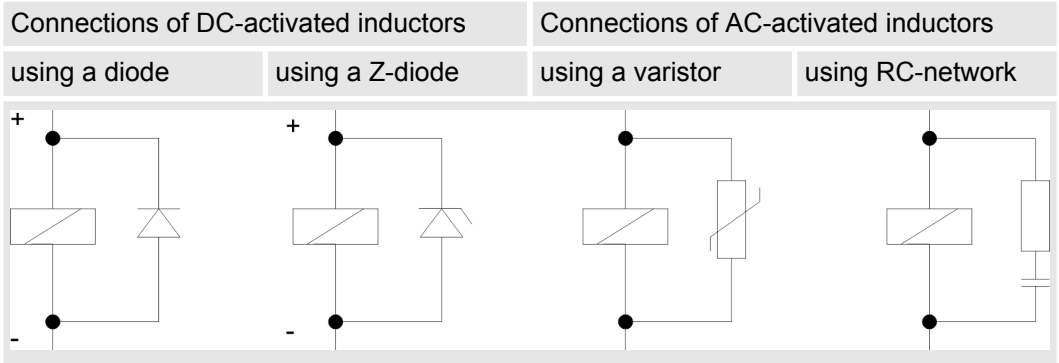 Connections of DC-activated inductors
Connections of AC-activated inductors
using a diode
using a Z-diode
using a varistor
using RC-network
+
+
-
-